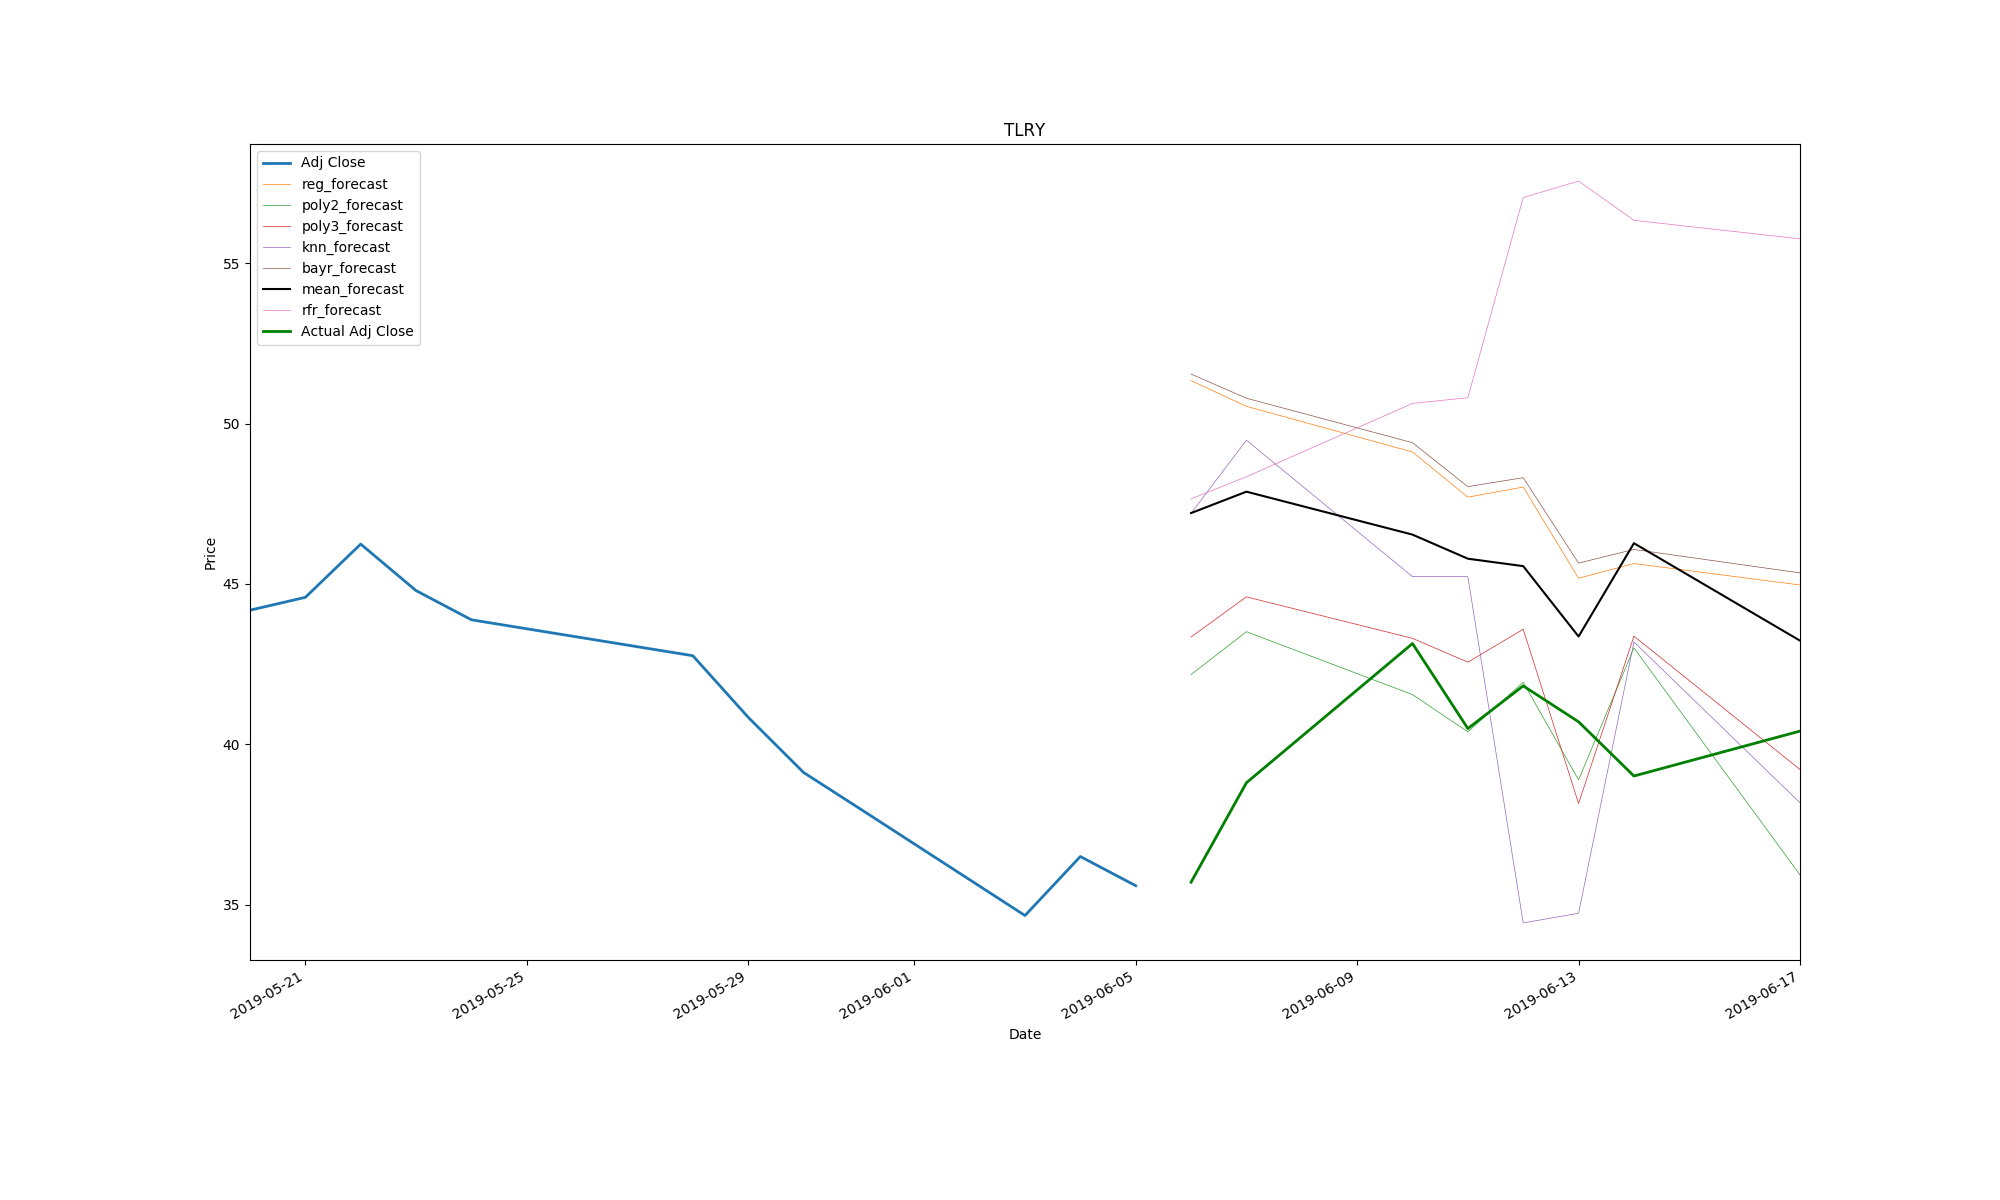 TLRY
Adj Close
reg_forecast
poly2_forecast
poly3_forecast
knn_forecast
bayr_forecast
mean_forecast
rfr_forecast
Actual Adj Close
Price
55
50
45
40
35
2019-05-21
2019-05-25
2019-05-29
2019-06-01
2019-06-05
2019-06-09
2019-06-13
2019-06-17
Date